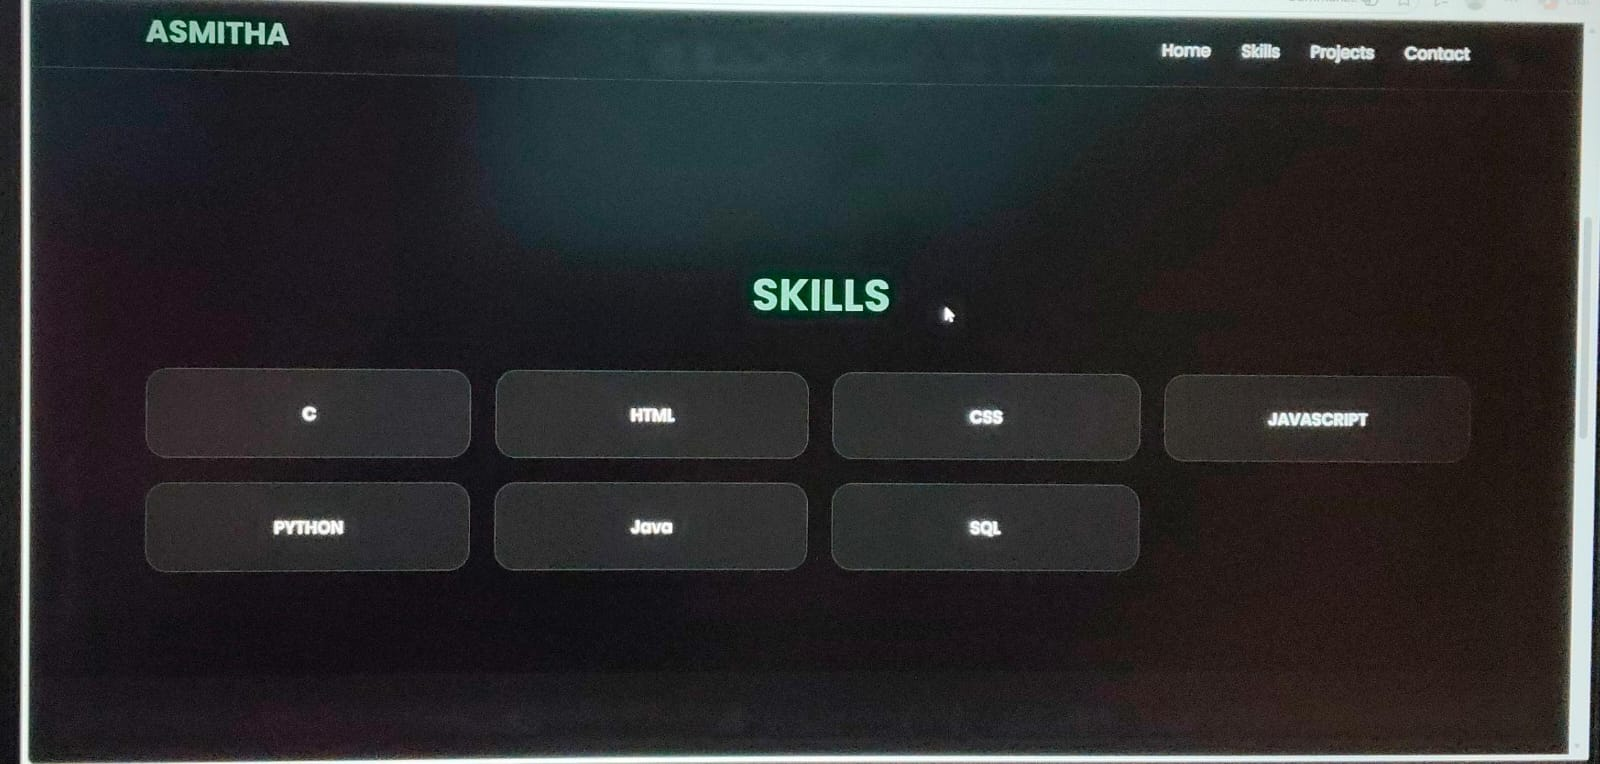 ASMITHA
Home Skills Projects Contact
SKILLS
C HTML CSS JAVASCRIPT
PYTHON Java SQL